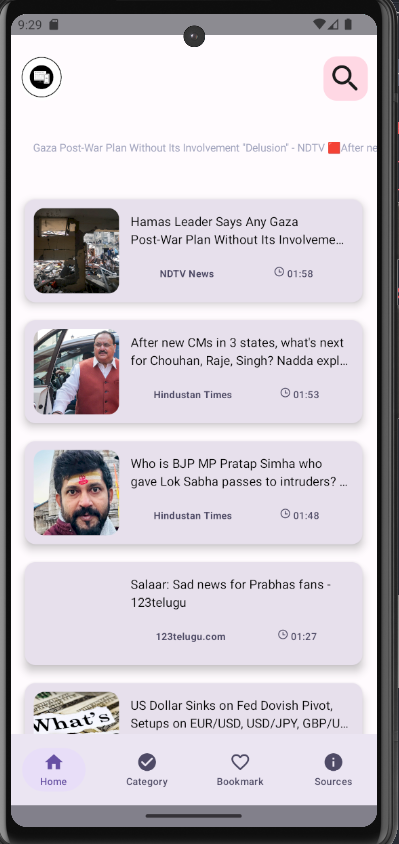 9:29
Gaza Post-War Plan Without Its Involvement "Delusion" - NDTV 🟥After ne
Hamas Leader Says Any Gaza
Post-War Plan Without Its Involveme…
NDTV News 01:58
After new CMs in 3 states, what's next
for Chouhan, Raje, Singh? Nadda expl…
Hindustan Times 01:53
Who is BJP MP Pratap Simha who
gave Lok Sabha passes to intruders? …
Hindustan Times 01:48
Salaar: Sad news for Prabhas fans -
123telugu
123telugu.com 01:27
What's
US Dollar Sinks on Fed Dovish Pivot,
Setups on EUR/USD, USD/JPY, GBP/U…
Home Category Bookmark Sources